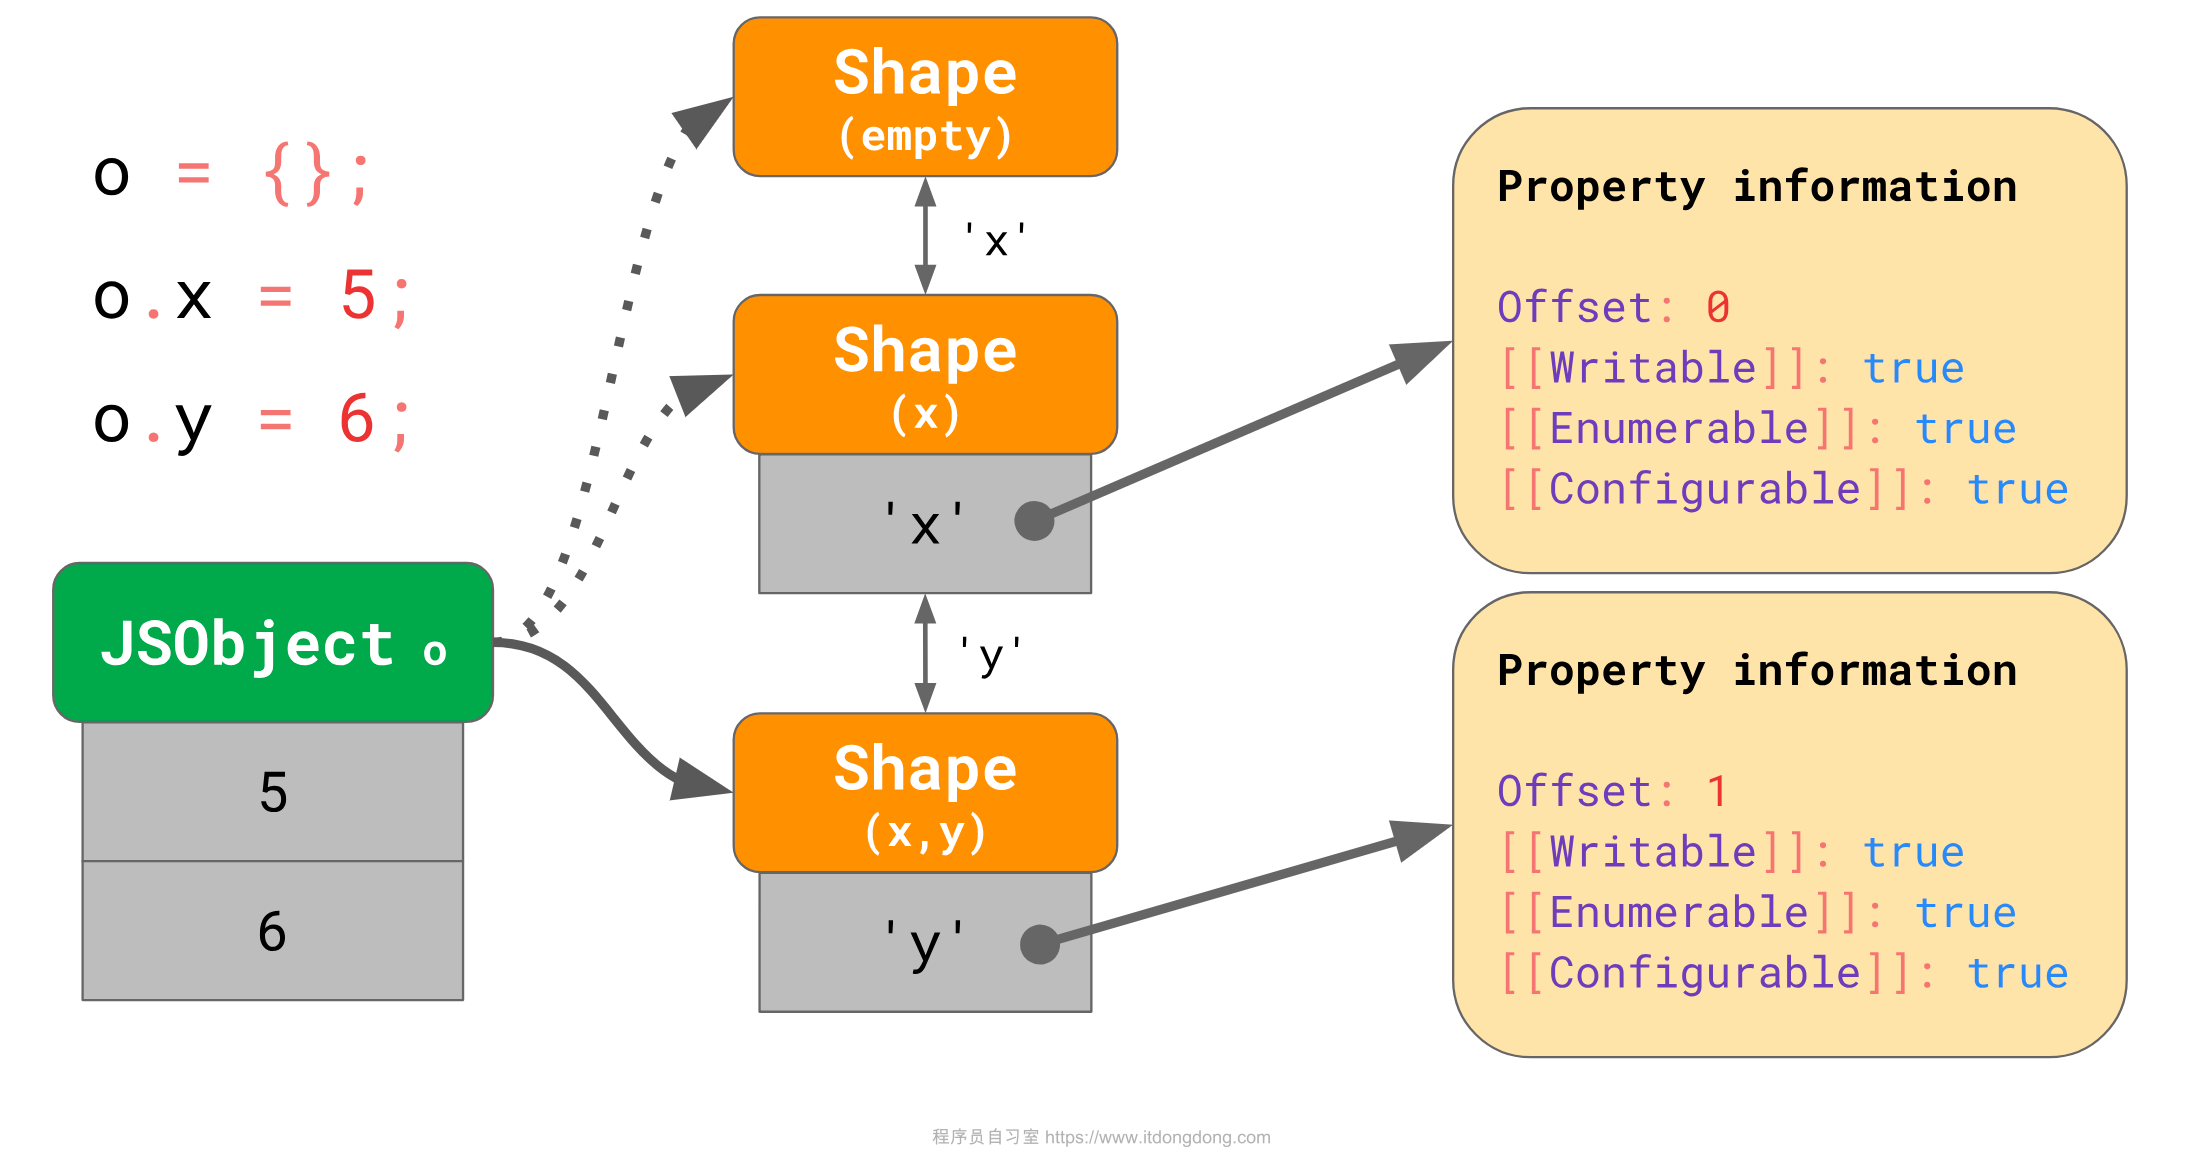 o = {};
o.x = 5;
o.y = 6;
JSObject o
5
6
Shape
(empty)
'x'
Shape
(x)
'x'
'y'
Shape
(x,y)
'y'
Property information
Offset: 0
[[Writable]]: true
[[Enumerable]]: true
[[Configurable]]: true
Property information
Offset: 1
[[Writable]]: true
[[Enumerable]]: true
[[Configurable]]: true
程序员自习室 https://www.itdongdong.com